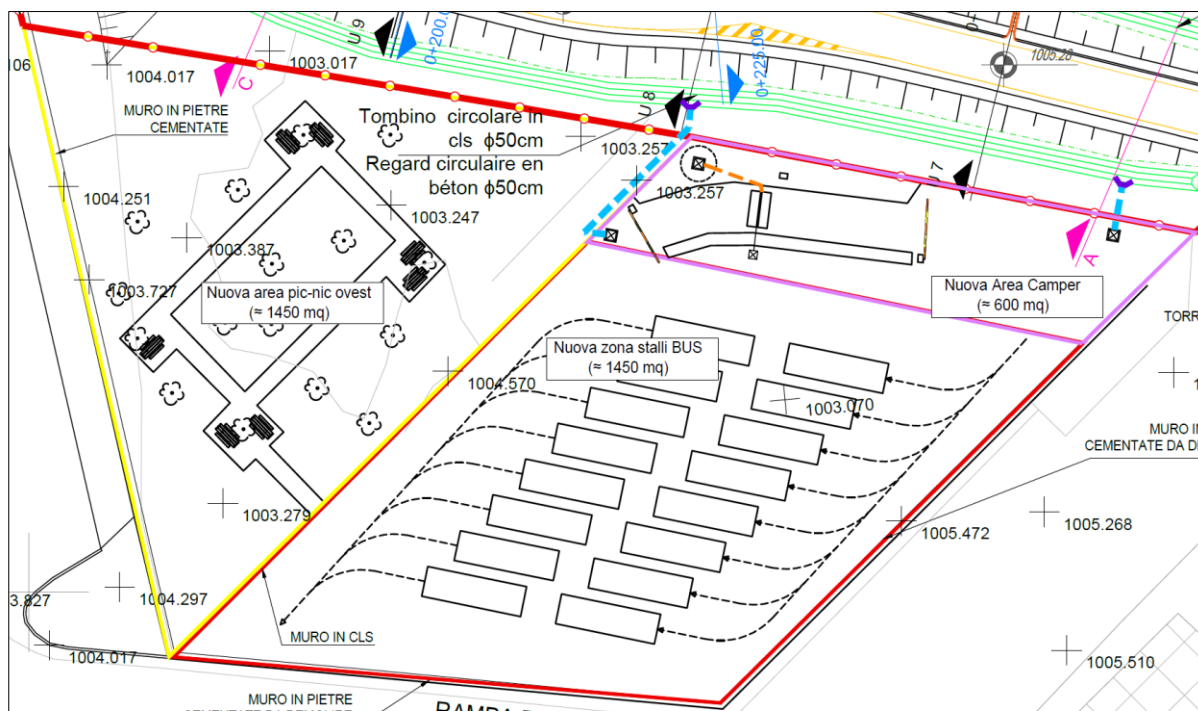 U 9
0+200.0
0+225.00
1005.20
106
1004.017
C
1003.017
MURO IN PIETRE
CEMENTATE
Tombino circolare in
cls ϕ50cm
Regard circulaire en
béton ϕ50cm
U 8
1003.257
1003.257
U 7
1004.251
1003.247
1003.387
A
1003.727
Nuova area pic-nic ovest
(≈ 1450 mq)
Nuova Area Camper
(≈ 600 mq)
TORR
Nuova zona stalli BUS
(≈ 1450 mq)
1004.570
1003.070
MURO IN
CEMENTATE DA DE
1003.279
1005.472
1005.268
3.827
1004.297
MURO IN CLS
1004.017
1005.510
MURO IN PIETRE